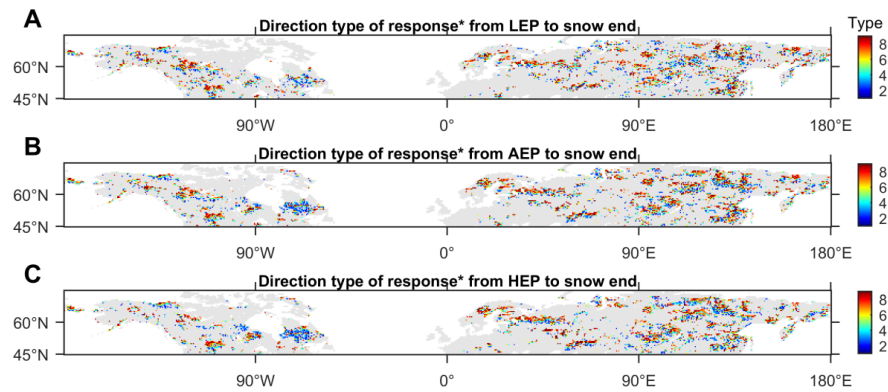 A
Direction type of response* from LEP to snow end
Type
60°N
45°N
8
6
4
2
90°W
0°
90°E
180°E
B
Direction type of response* from AEP to snow end
60°N
45°N
8
6
4
2
90°W
0°
90°E
180°E
C
Direction type of response* from HEP to snow end
60°N
45°N
8
6
4
2
90°W
0°
90°E
180°E